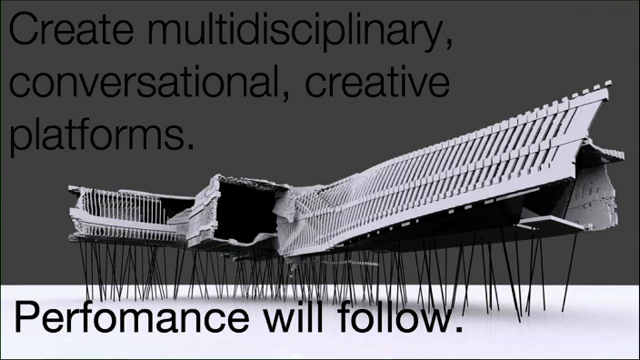 Create multidisciplinary,
conversational, creative
platforms.
Perfomance will follow.